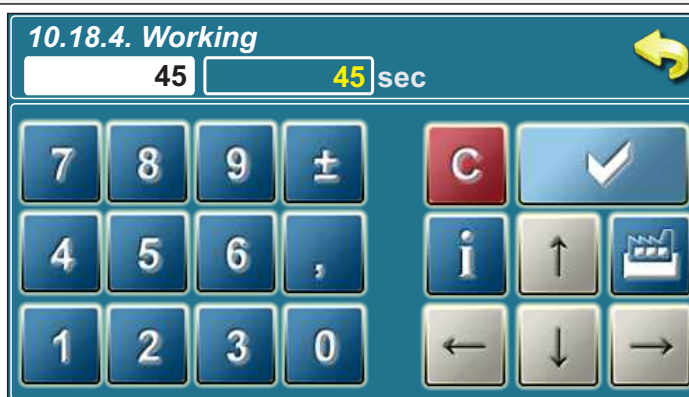 10.18.4. Working
45 45 sec
7 8 9 ± C
4 5 6 , i ↑
1 2 3 0 ← ↓ →